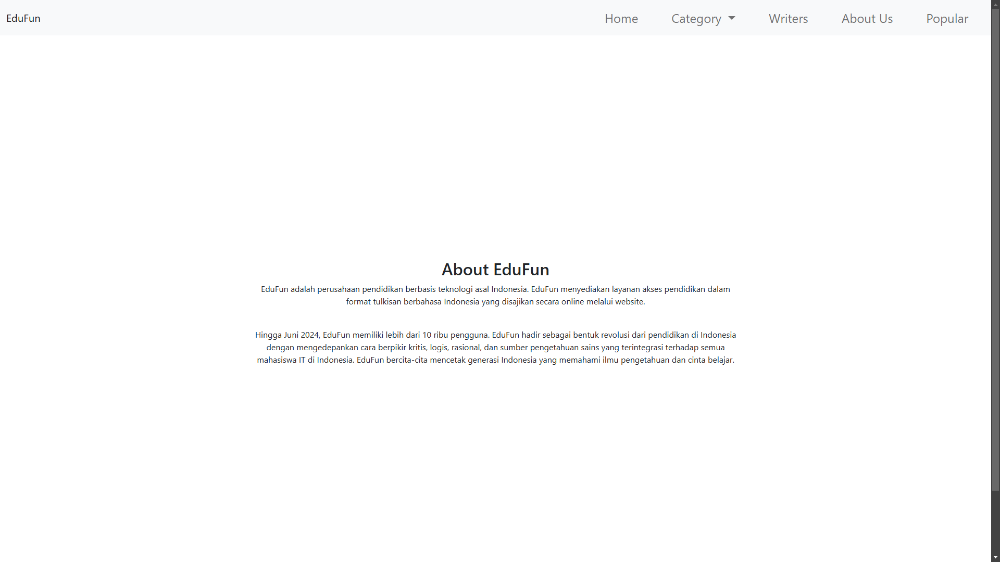 EduFun
Home
Category
Writers
About Us
Popular
About EduFun
EduFun adalah perusahaan pendidikan berbasis teknologi asal Indonesia. EduFun menyediakan layanan akses pendidikan dalam
format tulkisan berbahasa Indonesia yang disajikan secara online melalui website.
Hingga Juni 2024, EduFun memiliki lebih dari 10 ribu pengguna. EduFun hadir sebagai bentuk revolusi dari pendidikan di Indonesia
dengan mengedepankan cara berpikir kritis, logis, rasional, dan sumber pengetahuan sains yang terintegrasi terhadap semua
mahasiswa IT di Indonesia. EduFun bercita-cita mencetak generasi Indonesia yang memahami ilmu pengetahuan dan cinta belajar.